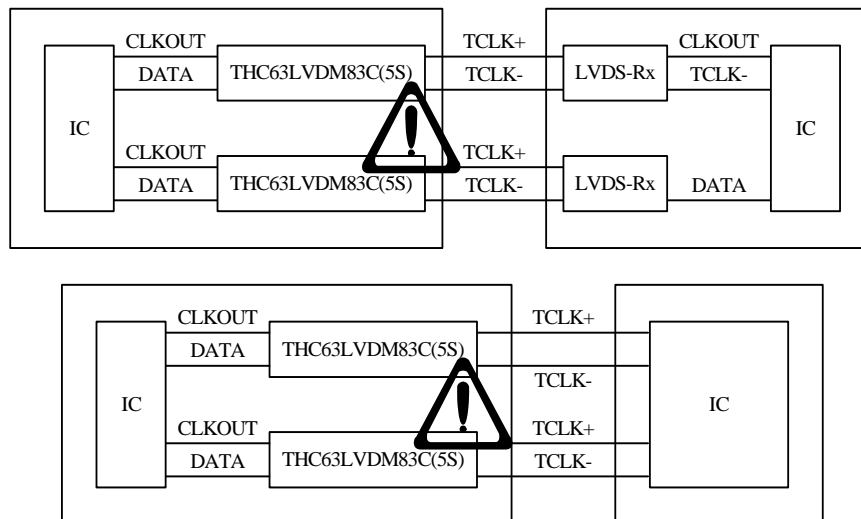 CLKOUT TCLK+ CLKOUT
THC63LVDM83C(5S) LVDS-Rx
DATA TCLK- TCLK-
IC IC
CLKOUT TCLK+
THC63LVDM83C(5S) LVDS-Rx
DATA TCLK- DATA
CLKOUT TCLK+
DATA THC63LVDM83C(5S)
TCLK-
IC IC
CLKOUT TCLK+
DATA THC63LVDM83C(5S) TCLK-